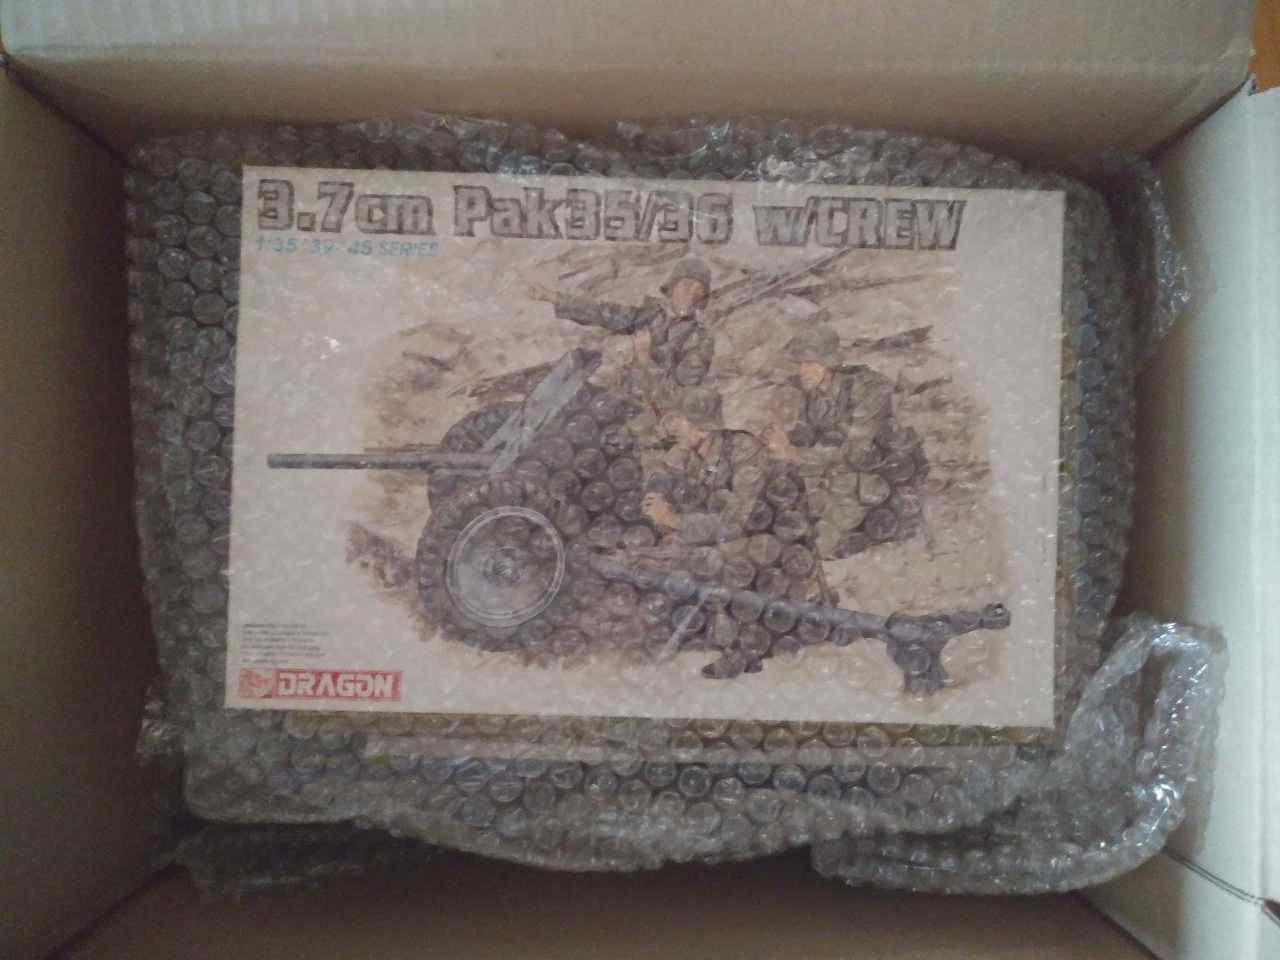 3.7cm Pak35/36 w/CREW
1:35 '39-'45 SERIES
DRAGON